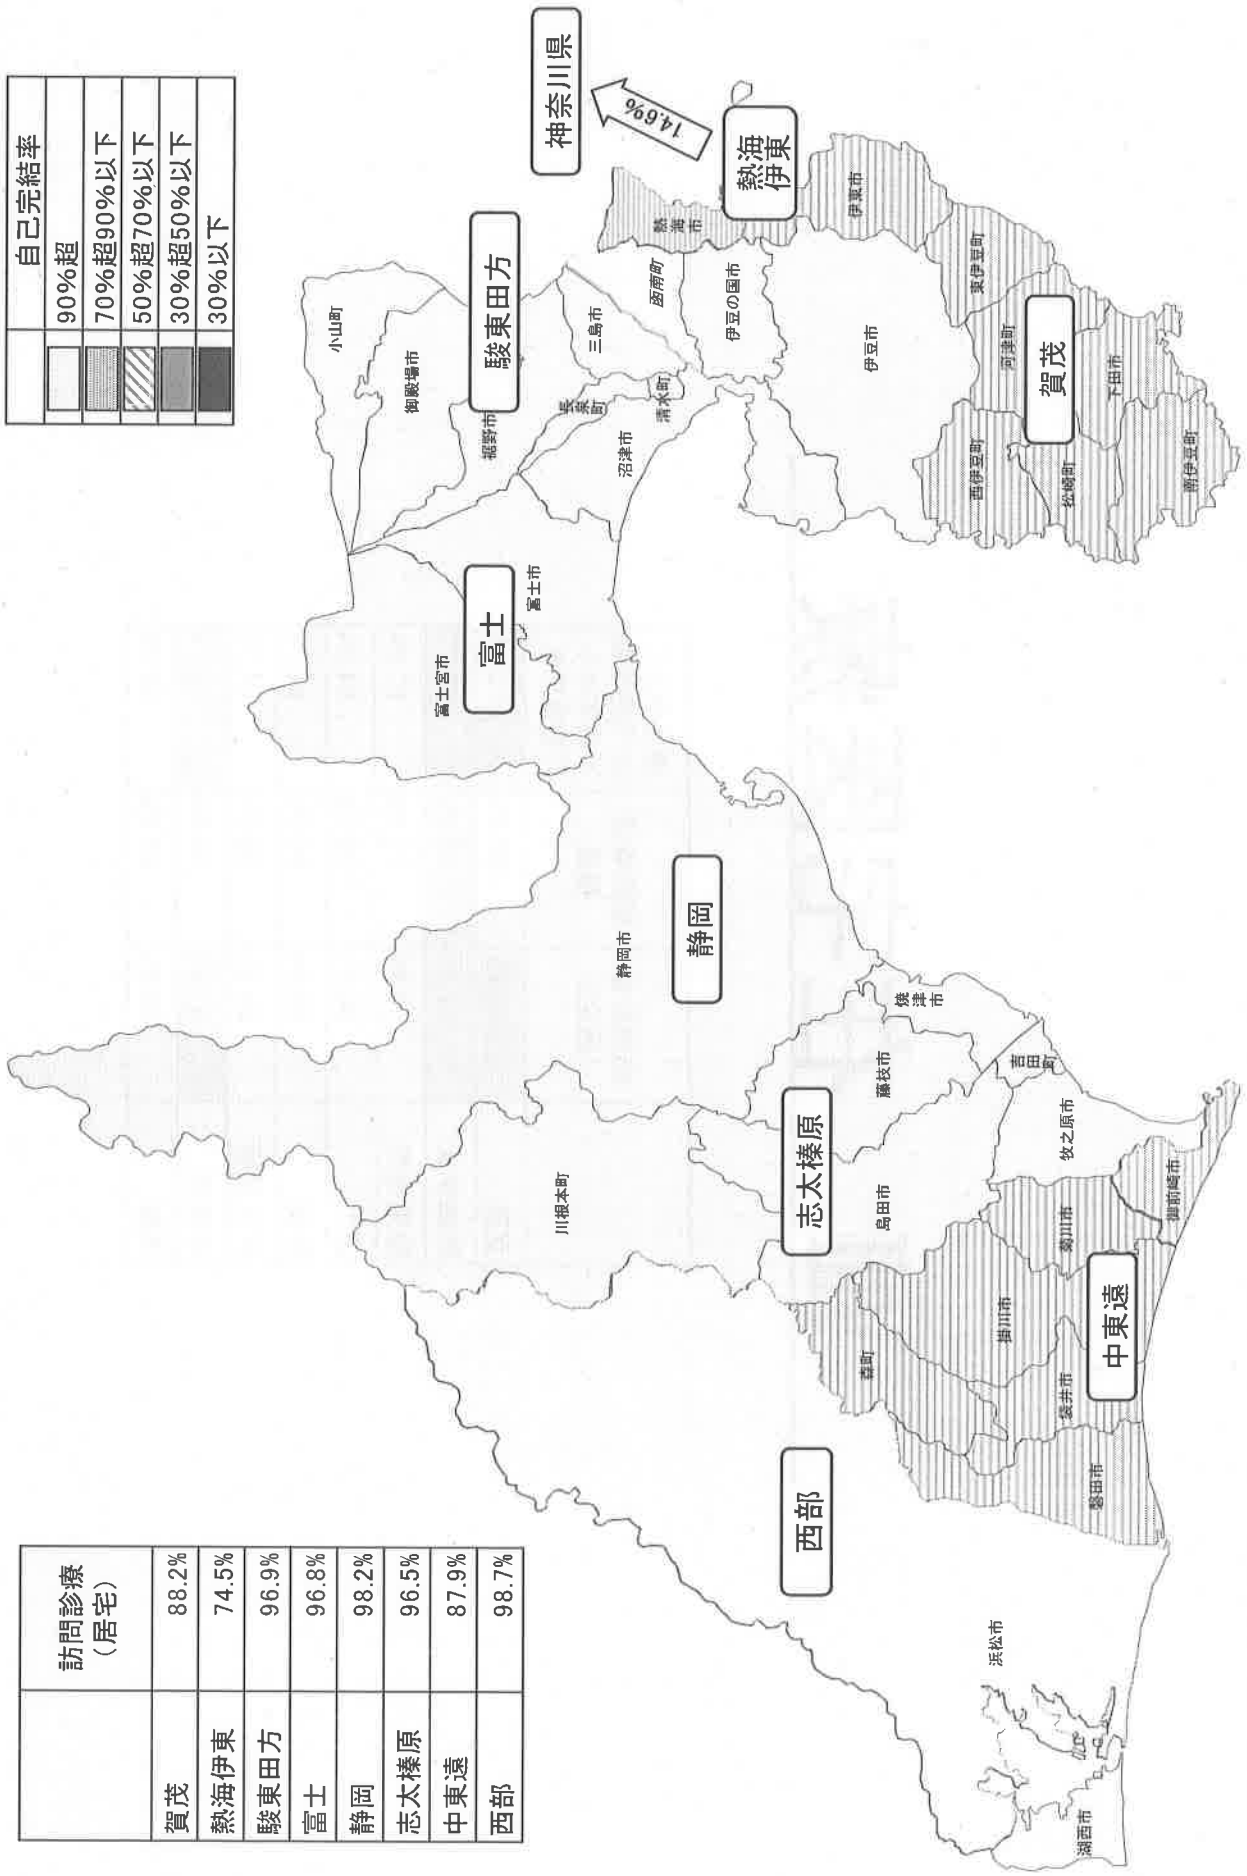 訪問診療
（居宅）
賀茂 88.2%
熱海伊東 74.5%
駿東田方 96.9%
富士 96.8%
静岡 98.2%
志太榛原 96.5%
中東遠 87.9%
西部 98.7%
自己完結率
90%超
70%超90%以下
50%超70%以下
30%超50%以下
30%以下
神奈川県
14.6%
熱海
伊東
駿東田方
富士
静岡
志太榛原
中東遠
西部
賀茂
小山町
御殿場市
裾野市
三島市
函南町
長泉町
清水町
沼津市
伊豆の国市
熱海市
伊東市
伊豆市
東伊豆町
河津町
西伊豆町
松崎町
下田市
南伊豆町
富士宮市
富士市
静岡市
川根本町
藤枝市
焼津市
島田市
吉田町
牧之原市
御前崎市
菊川市
掛川市
森町
袋井市
磐田市
浜松市
湖西市